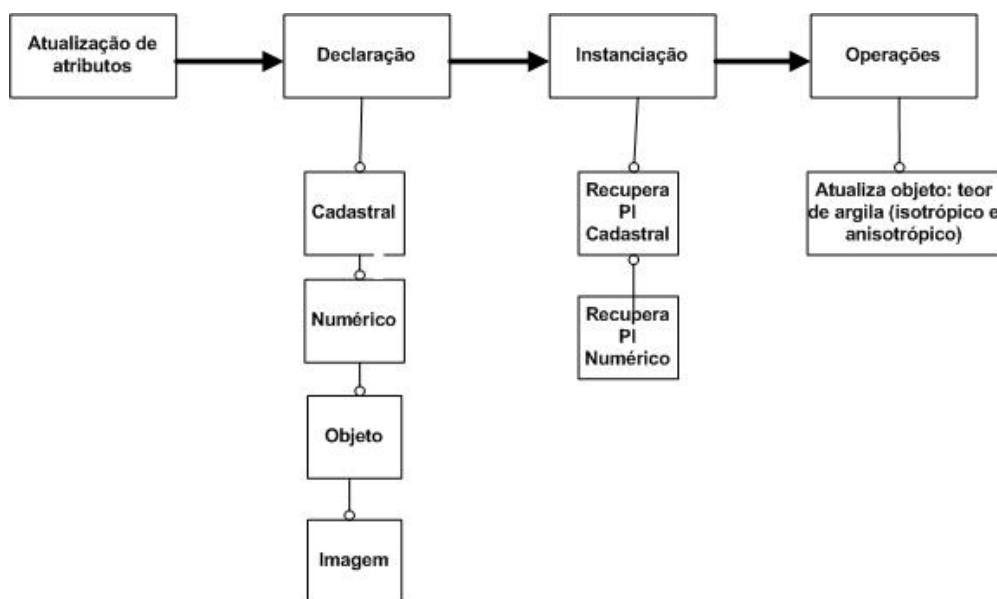 Atualização de
atributos
Declaração
Instanciação
Operações
Cadastral
Numérico
Objeto
Imagem
Recupera
PI
Cadastral
Recupera
PI
Numérico
Atualiza objeto: teor
de argila (isotrópico e
anisotrópico)